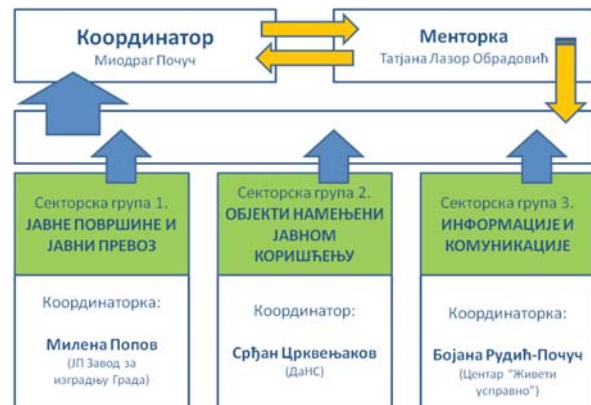 Координатор
Миодраг Почуч
Менторка
Татјана Лазор Обрадовић
Секторска група 1.
ЈАВНЕ ПОВРШИНЕ И
ЈАВНИ ПРЕВОЗ
Координаторка:
Милена Попов
(ЈП Завод за
изградњу Града)
Секторска група 2.
ОБЈЕКТИ НАМЕЊЕНИ
ЈАВНОМ
КОРИШЋЕЊУ
Координатор:
Срђан Црквењаков
(ДаНС)
Секторска група 3.
ИНФОРМАЦИЈЕ И
КОМУНИКАЦИЈЕ
Координаторка:
Бојана Рудић-Почуч
(Центар "Живети
усправно")